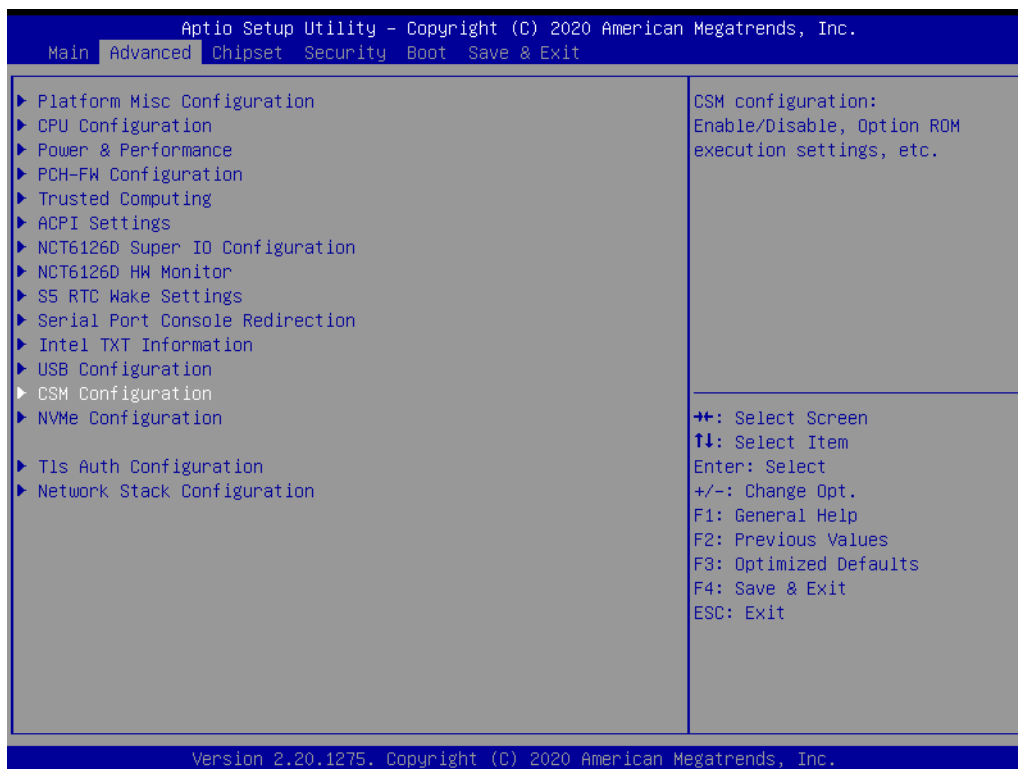 Aptio Setup Utility – Copyright (C) 2020 American Megatrends, Inc.
Main Advanced Chipset Security Boot Save & Exit
Platform Misc Configuration
CPU Configuration
Power & Performance
PCH-FW Configuration
Trusted Computing
ACPI Settings
NCT6126D Super IO Configuration
NCT6126D HW Monitor
S5 RTC Wake Settings
Serial Port Console Redirection
Intel TXT Information
USB Configuration
CSM Configuration
NVMe Configuration
Tls Auth Configuration
Network Stack Configuration
CSM configuration:
Enable/Disable, Option ROM
execution settings, etc.
→←: Select Screen
↑↓: Select Item
Enter: Select
+/-: Change Opt.
F1: General Help
F2: Previous Values
F3: Optimized Defaults
F4: Save & Exit
ESC: Exit
Version 2.20.1275. Copyright (C) 2020 American Megatrends, Inc.